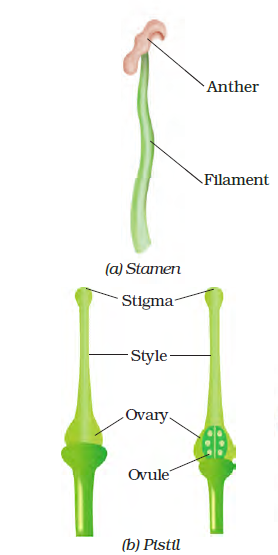 Anther
Filament
(a) Stamen
Stigma
Style
Ovary
Ovule
(b) Pistil